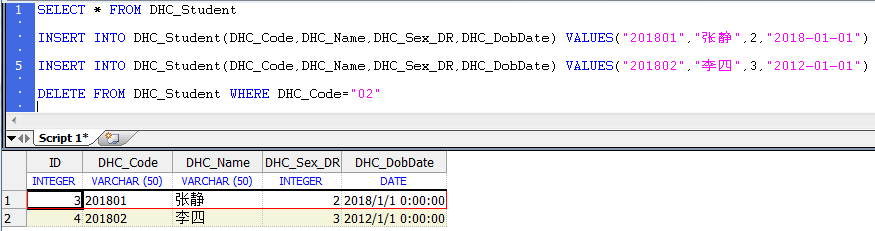 1 SELECT * FROM DHC_Student
INSERT INTO DHC_Student(DHC_Code,DHC_Name,DHC_Sex_DR,DHC_DobDate) VALUES("201801","张静",2,"2018-01-01")
5 INSERT INTO DHC_Student(DHC_Code,DHC_Name,DHC_Sex_DR,DHC_DobDate) VALUES("201802","李四",3,"2012-01-01")
DELETE FROM DHC_Student WHERE DHC_Code="02"
Script 1*
ID DHC_Code DHC_Name DHC_Sex_DR DHC_DobDate
INTEGER VARCHAR (50) VARCHAR (50) INTEGER DATE
1 3 201801 张静 2 2018/1/1 0:00:00
2 4 201802 李四 3 2012/1/1 0:00:00